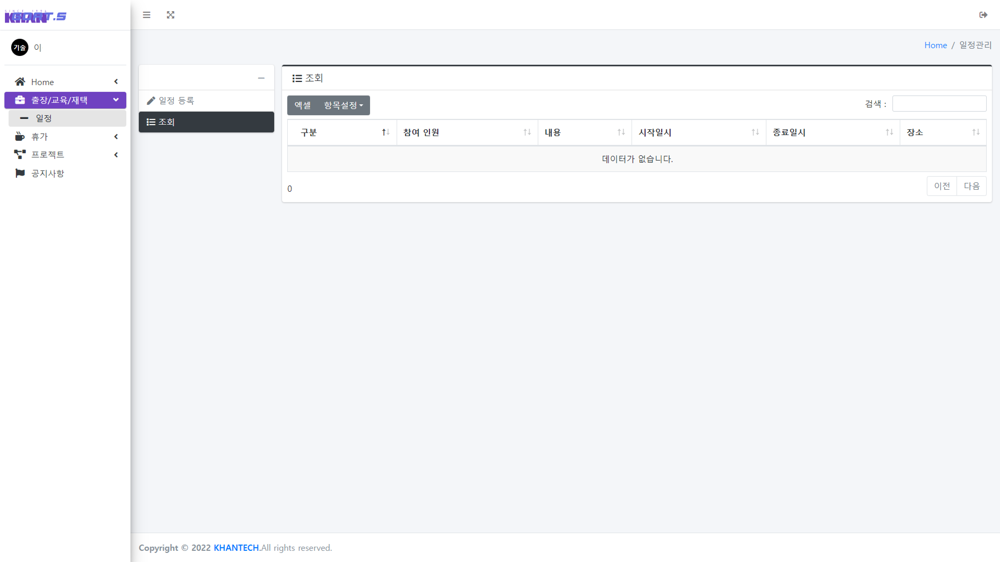 SINCE 1994
KHAN GOAT.S
기술 이
Home
출장/교육/재택
일정
휴가
프로젝트
공지사항
Home / 일정관리
일정 등록
조회
조회
엑셀 항목설정
검색 :
구분 참여 인원 내용 시작일시 종료일시 장소
데이터가 없습니다.
0
이전 다음
Copyright © 2022 KHANTECH.All rights reserved.